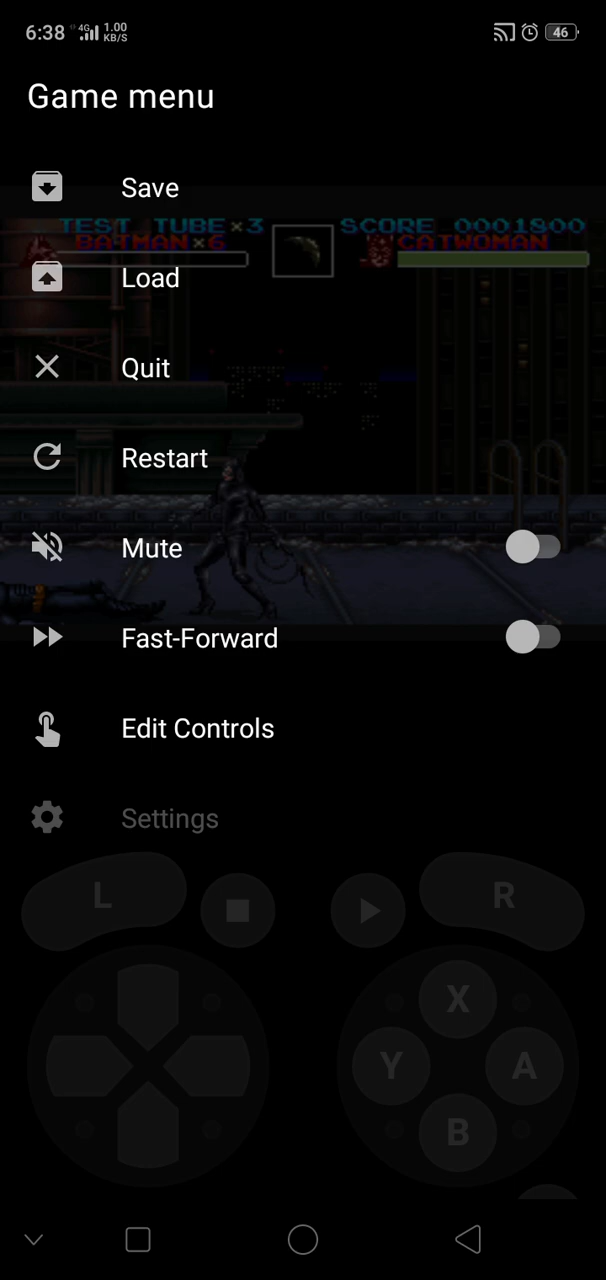 6:38 4G 1.00 KB/S 46
Game menu
Save
TEST TUBE×3 SCORE 0001800
BATMAN×6 CATWOMAN
Load
Quit
Restart
Mute
Fast-Forward
Edit Controls
Settings
L R
X
Y A
B